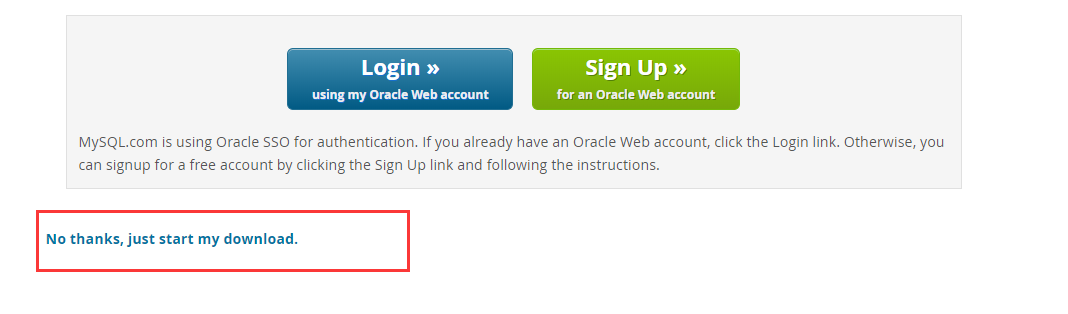 Login »
using my Oracle Web account
Sign Up »
for an Oracle Web account
MySQL.com is using Oracle SSO for authentication. If you already have an Oracle Web account, click the Login link. Otherwise, you
can signup for a free account by clicking the Sign Up link and following the instructions.
No thanks, just start my download.